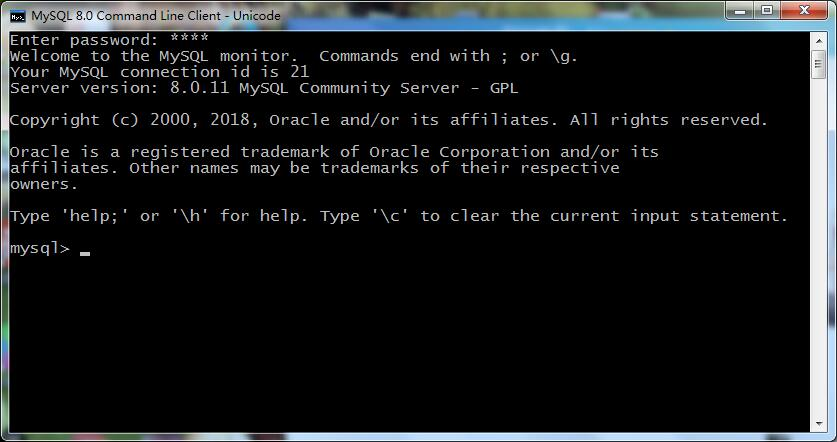 MySQL 8.0 Command Line Client - Unicode
Enter password: ****
Welcome to the MySQL monitor.  Commands end with ; or \g.
Your MySQL connection id is 21
Server version: 8.0.11 MySQL Community Server - GPL
Copyright (c) 2000, 2018, Oracle and/or its affiliates. All rights reserved.
Oracle is a registered trademark of Oracle Corporation and/or its
affiliates. Other names may be trademarks of their respective
owners.
Type 'help;' or '\h' for help. Type '\c' to clear the current input statement.
mysql> _